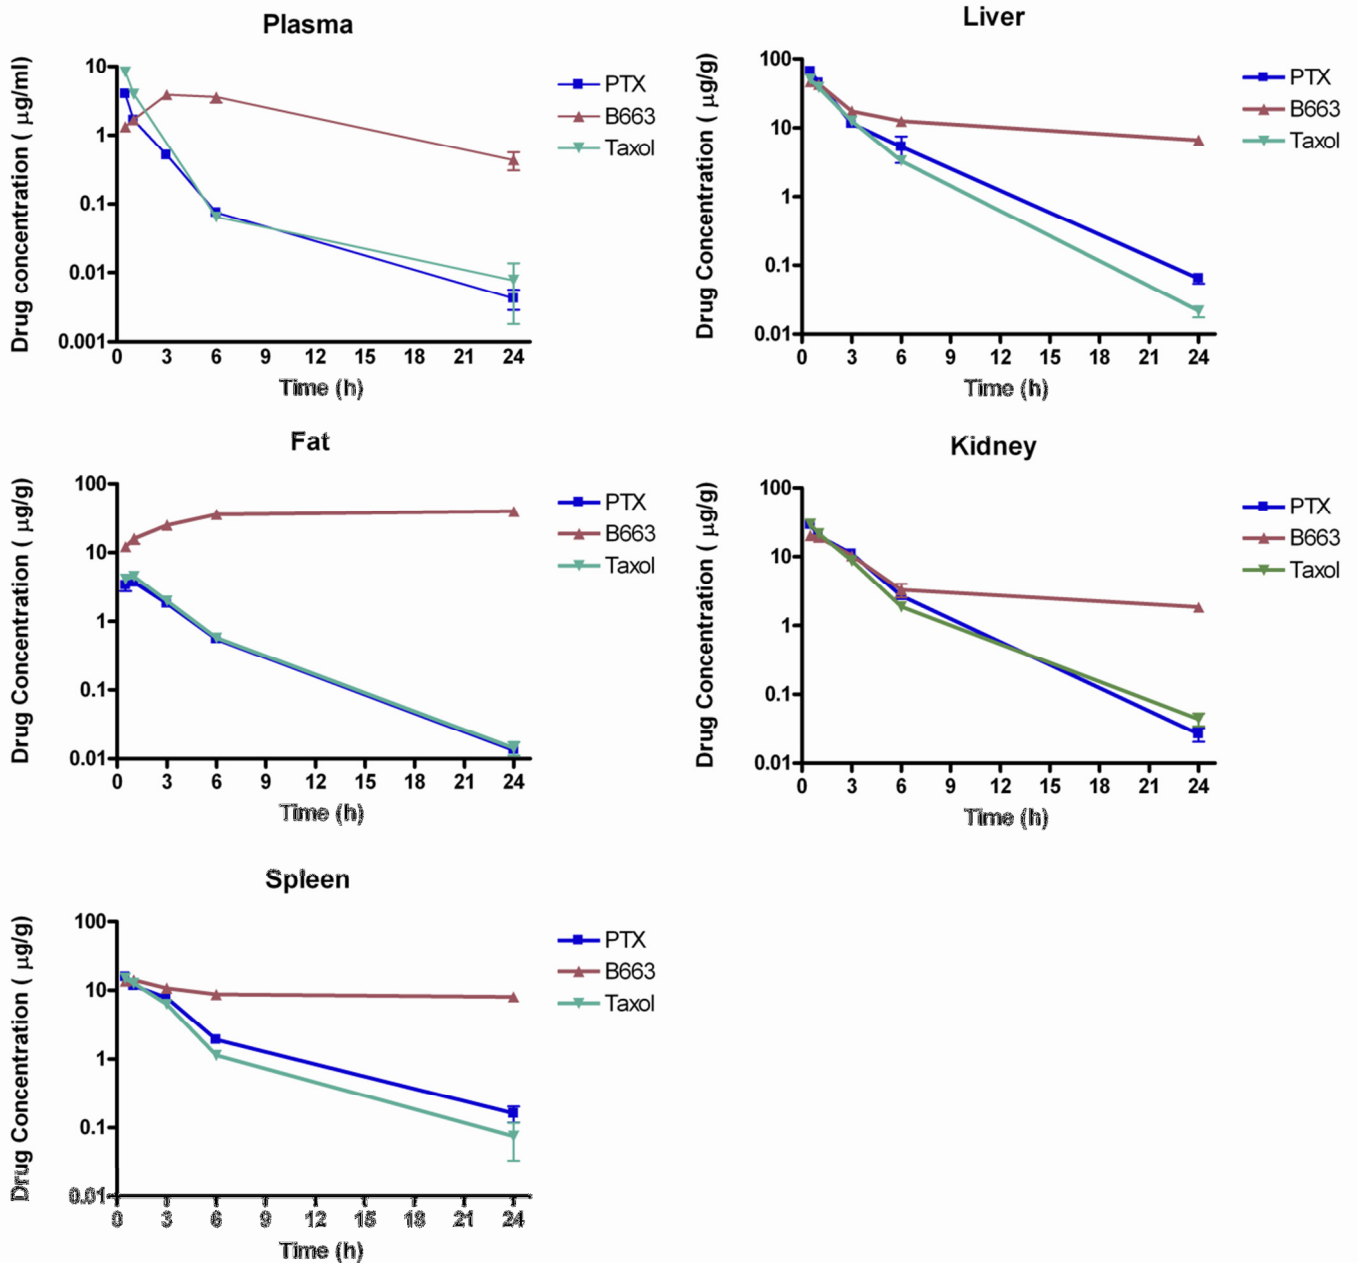 Plasma
Drug concentration ( μg/ml)
10
1
0.1
0.01
0.001
0 3 6 9 12 15 18 21 24
Time (h)
PTX
B663
Taxol
Liver
Drug Concentration ( μg/g)
100
10
1
0.1
0.01
0 3 6 9 12 15 18 21 24
Time (h)
PTX
B663
Taxol
Fat
Drug Concentration ( μg/g)
100
10
1
0.1
0.01
0 3 6 9 12 15 18 21 24
Time (h)
PTX
B663
Taxol
Kidney
Drug Concentration ( μg/g)
100
10
1
0.1
0.01
0 3 6 9 12 15 18 21 24
Time (h)
PTX
B663
Taxol
Spleen
Drug Concentration ( μg/g)
100
10
1
0.1
0.01
0 3 6 9 12 15 18 21 24
Time (h)
PTX
B663
Taxol